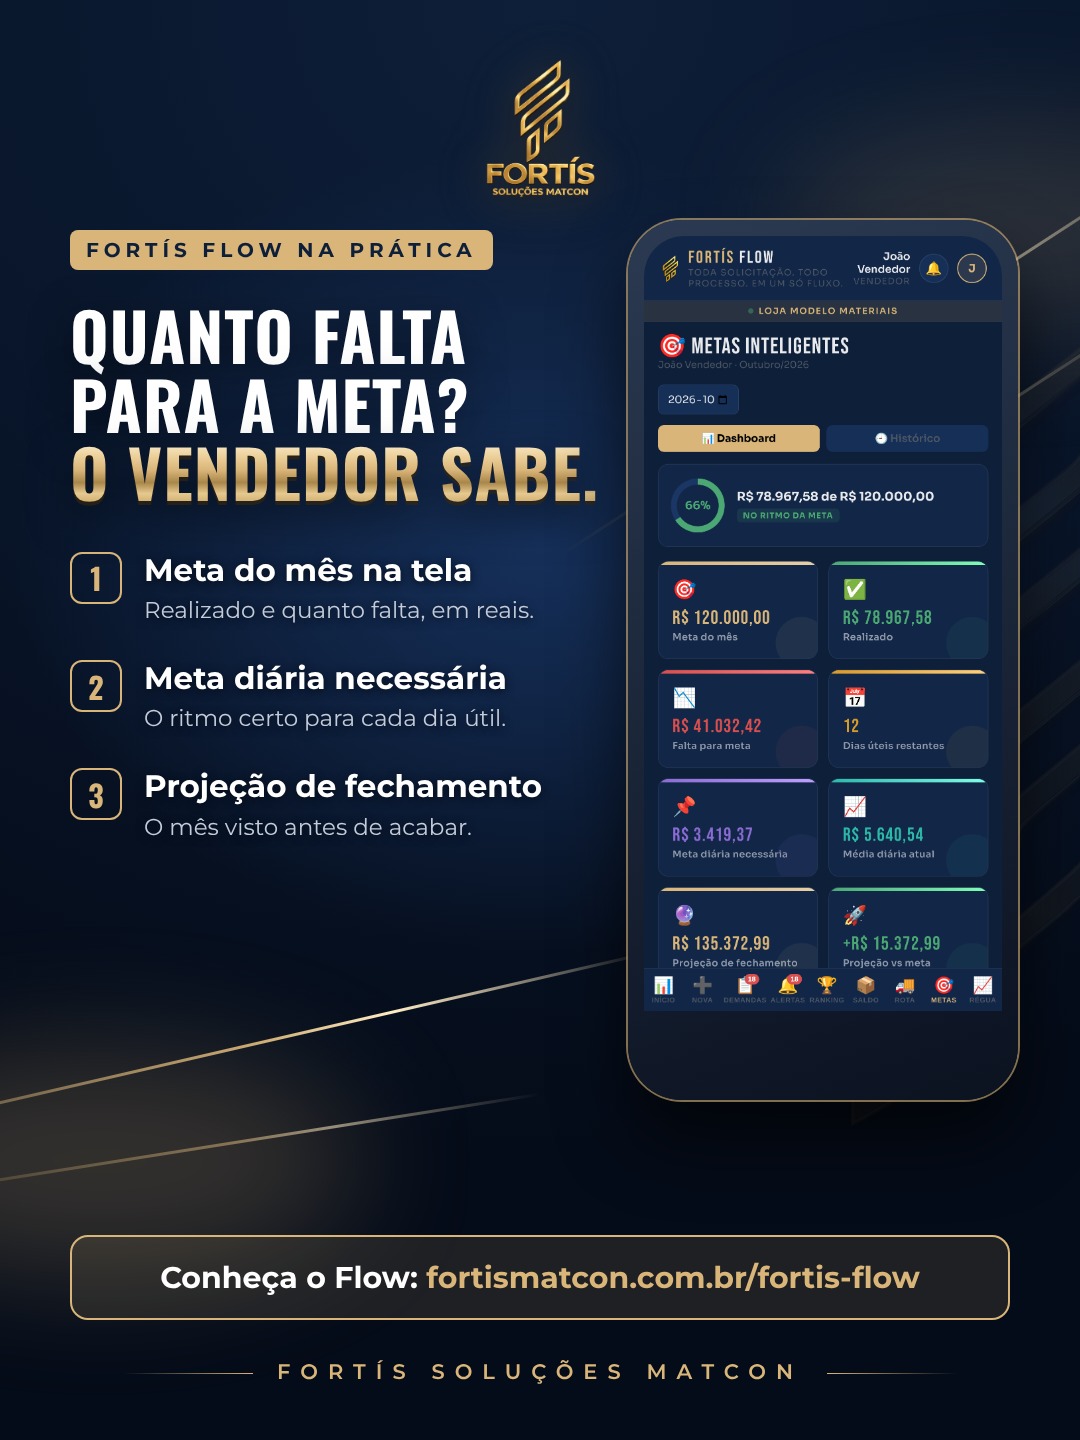 FORTÍS
SOLUÇÕES MATCON
FORTÍS FLOW NA PRÁTICA
QUANTO FALTA
PARA A META?
O VENDEDOR SABE.
1
Meta do mês na tela
Realizado e quanto falta, em reais.
2
Meta diária necessária
O ritmo certo para cada dia útil.
3
Projeção de fechamento
O mês visto antes de acabar.
FORTÍS FLOW
TODA SOLICITAÇÃO. TODO
PROCESSO. EM UM SÓ FLUXO.
João
Vendedor
VENDEDOR
J
LOJA MODELO MATERIAIS
METAS INTELIGENTES
João Vendedor · Outubro/2026
2026-10
Dashboard
Histórico
66%
R$ 78.967,58 de R$ 120.000,00
NO RITMO DA META
R$ 120.000,00
Meta do mês
R$ 78.967,58
Realizado
R$ 41.032,42
Falta para meta
12
Dias úteis restantes
R$ 3.419,37
Meta diária necessária
R$ 5.640,54
Média diária atual
R$ 135.372,99
Projeção de fechamento
+R$ 15.372,99
Projeção vs meta
18 18
INÍCIO NOVA DEMANDAS ALERTAS RANKING SALDO ROTA METAS RÉGUA
Conheça o Flow: fortismatcon.com.br/fortis-flow
FORTÍS SOLUÇÕES MATCON